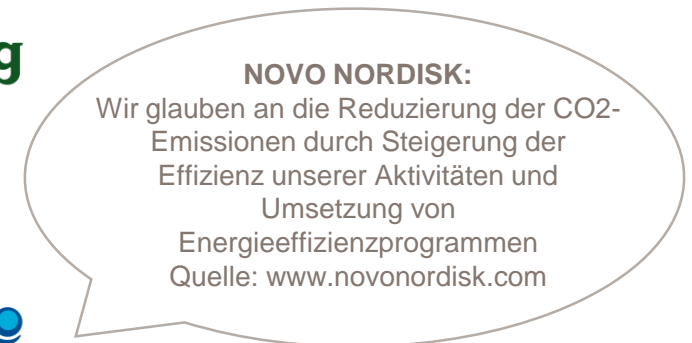 g
NOVO NORDISK:
Wir glauben an die Reduzierung der CO2-
Emissionen durch Steigerung der
Effizienz unserer Aktivitäten und
Umsetzung von
Energieeffizienzprogrammen
Quelle: www.novonordisk.com